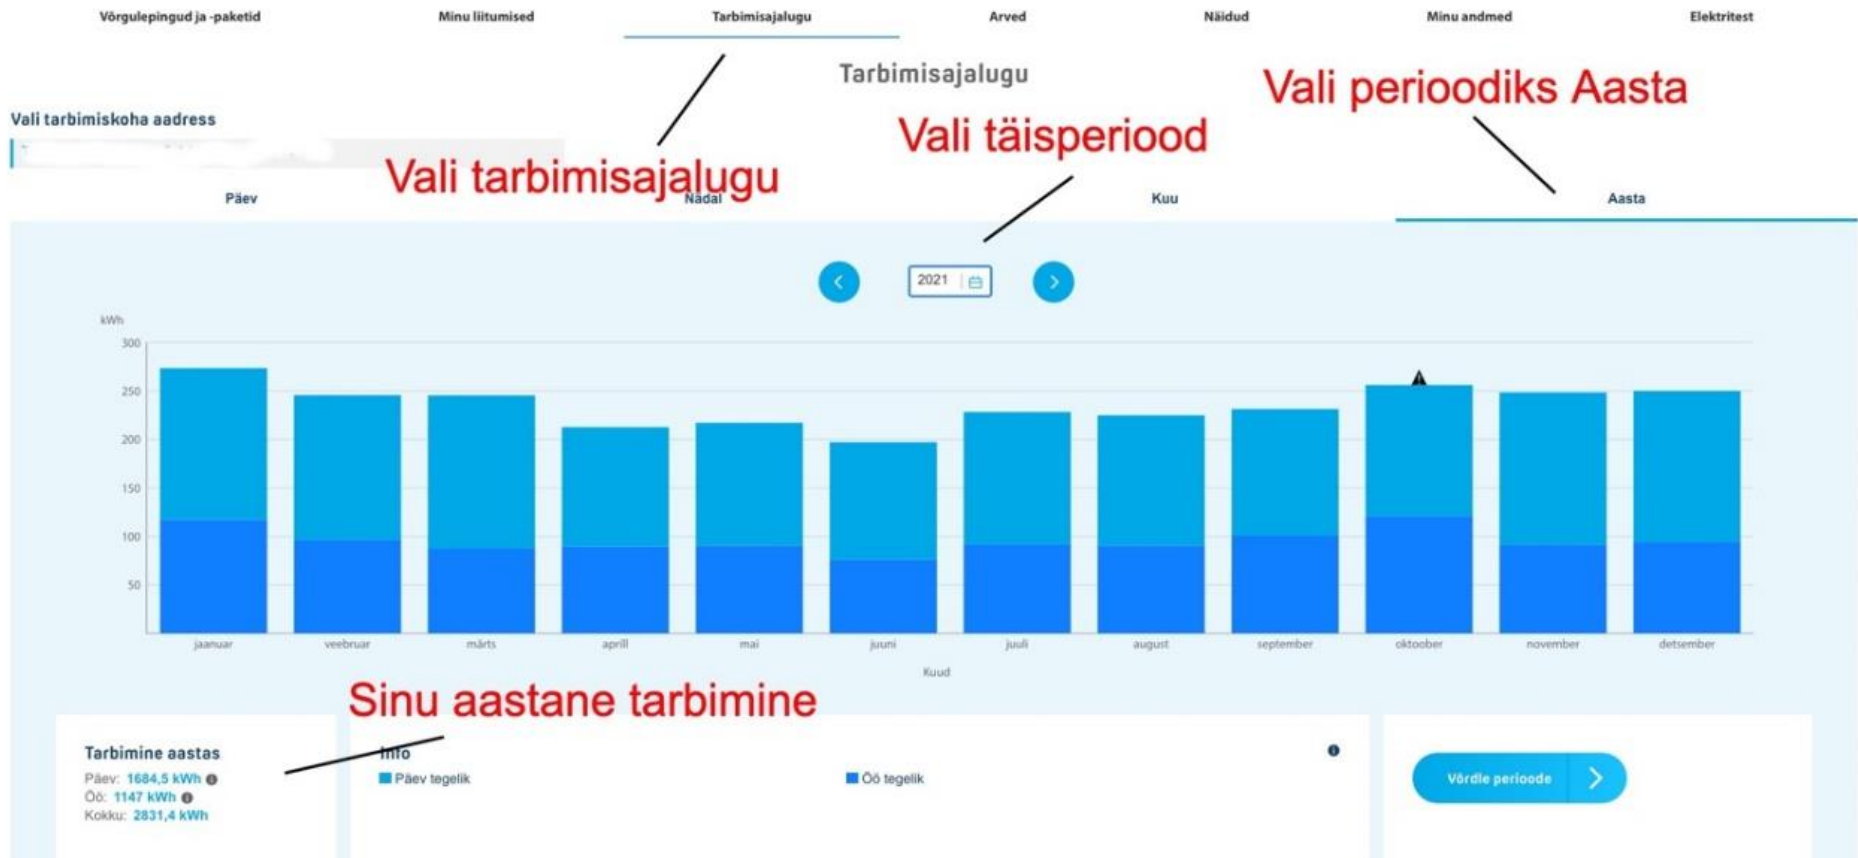 Võrgulepingud ja -paketid
Minu liitumised
Tarbimisajalugu
Arved
Näidud
Minu andmed
Elektritest
Tarbimisajalugu
Vali perioodiks Aasta
Vali tarbimiskoha aadress
Vali täisperiood
Vali tarbimisajalugu
Päev
Nädal
Kuu
Aasta
2021
kWh
300
250
200
150
100
50
jaanuar
veebruar
märts
aprill
mai
juuni
juuli
august
september
oktoober
november
detsember
Kuud
Sinu aastane tarbimine
Tarbimine aastas
Päev: 1684,5 kWh
Öö: 1147 kWh
Kokku: 2831,4 kWh
Info
Päev tegelik
Öö tegelik
Võrdle perioode